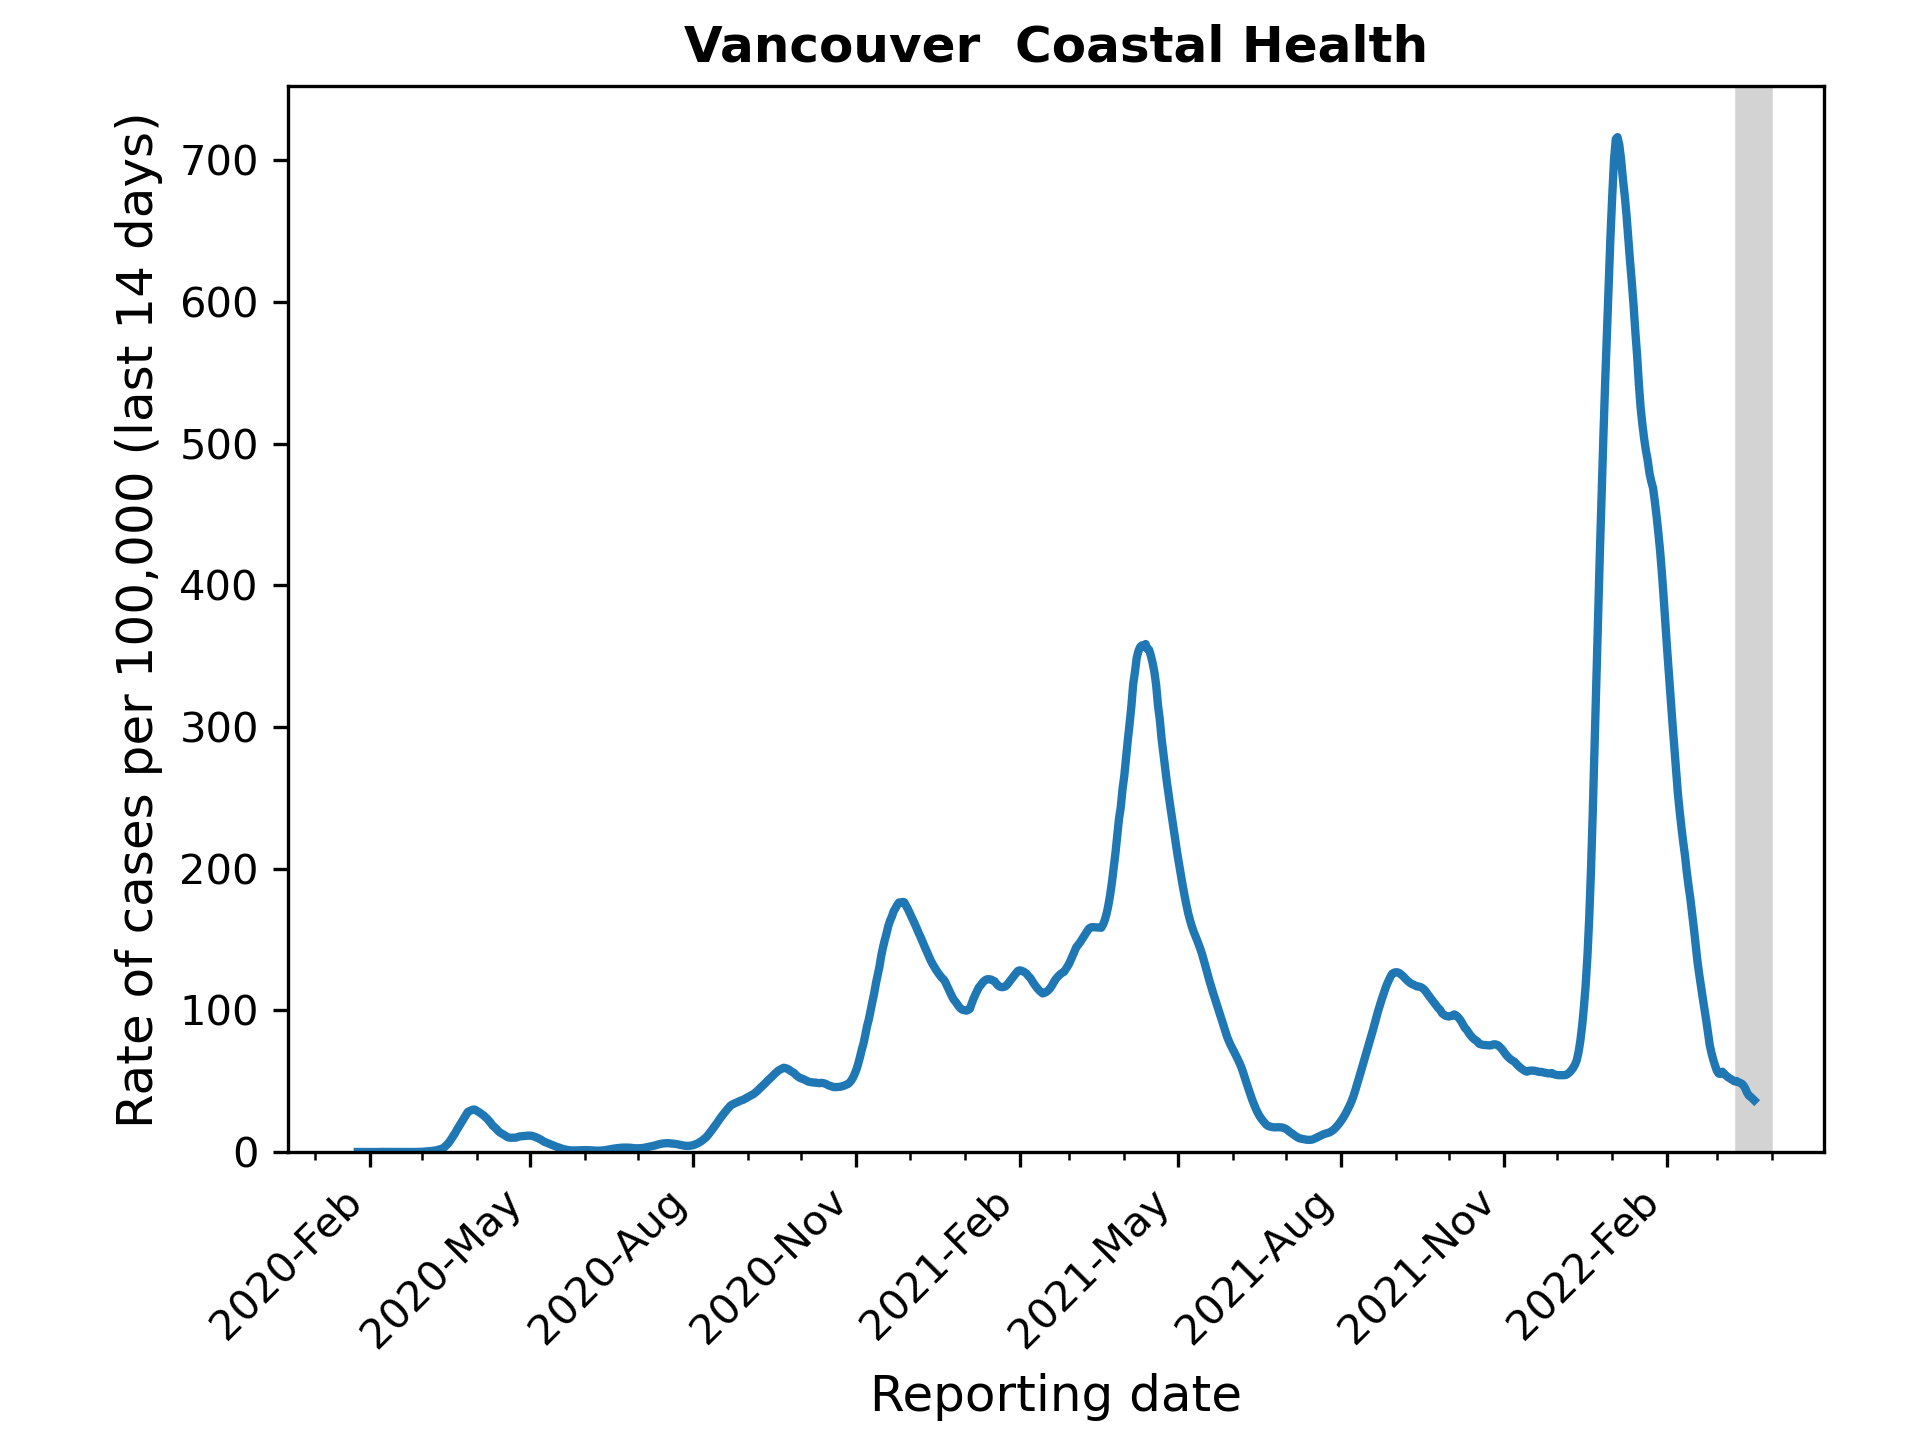 Vancouver  Coastal Health
Rate of cases per 100,000 (last 14 days)
700
600
500
400
300
200
100
0
2020-Feb
2020-May
2020-Aug
2020-Nov
2021-Feb
2021-May
2021-Aug
2021-Nov
2022-Feb
Reporting date